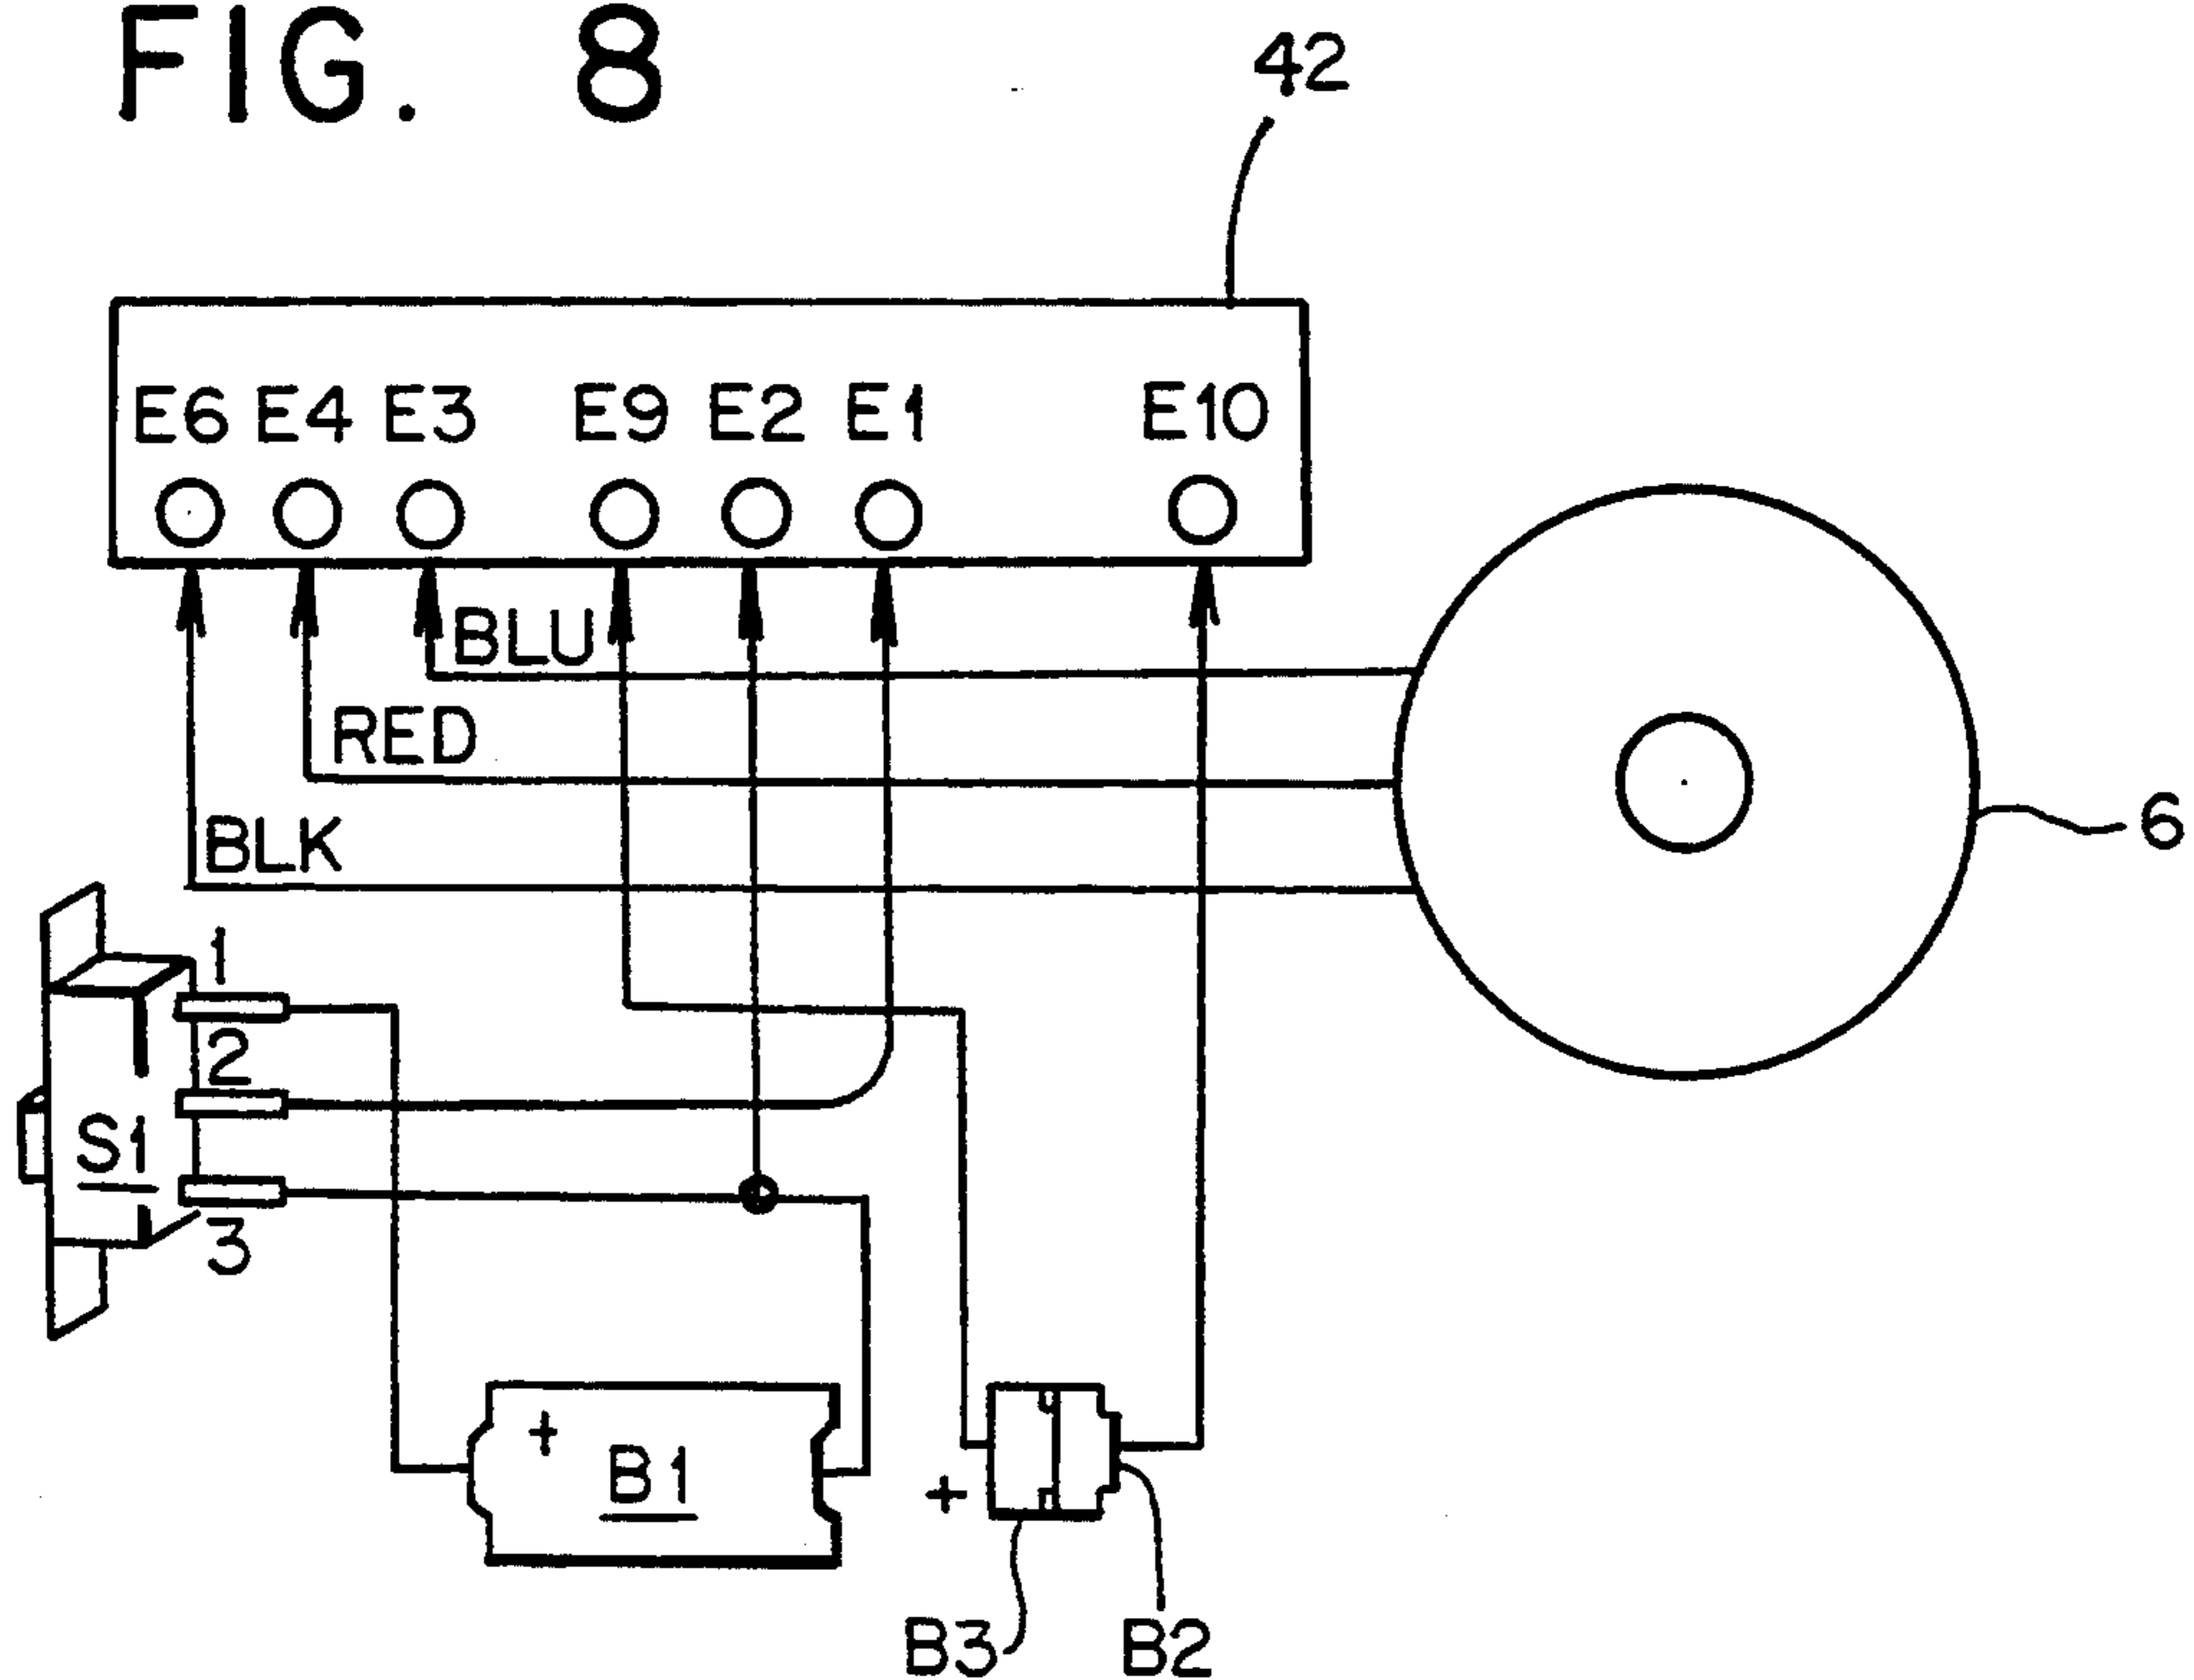 FIG. 8
42
E6 E4 E3 E9 E2 E1 E10
BLU
RED
BLK
6
1
2
S1
3
+
B1
+
B3
B2